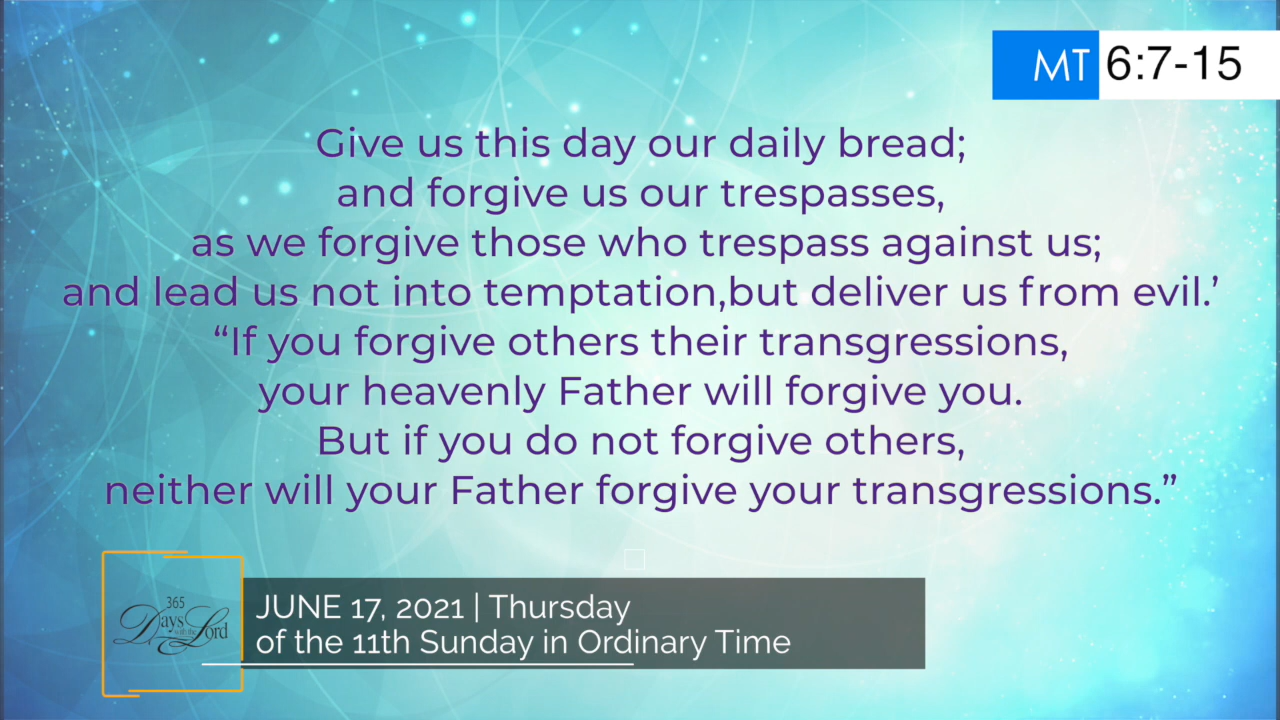 MT 6:7-15
Give us this day our daily bread;
and forgive us our trespasses,
as we forgive those who trespass against us;
and lead us not into temptation,but deliver us from evil.’
“If you forgive others their transgressions,
your heavenly Father will forgive you.
But if you do not forgive others,
neither will your Father forgive your transgressions.”
365
Days with the Lord
JUNE 17, 2021 | Thursday
of the 11th Sunday in Ordinary Time